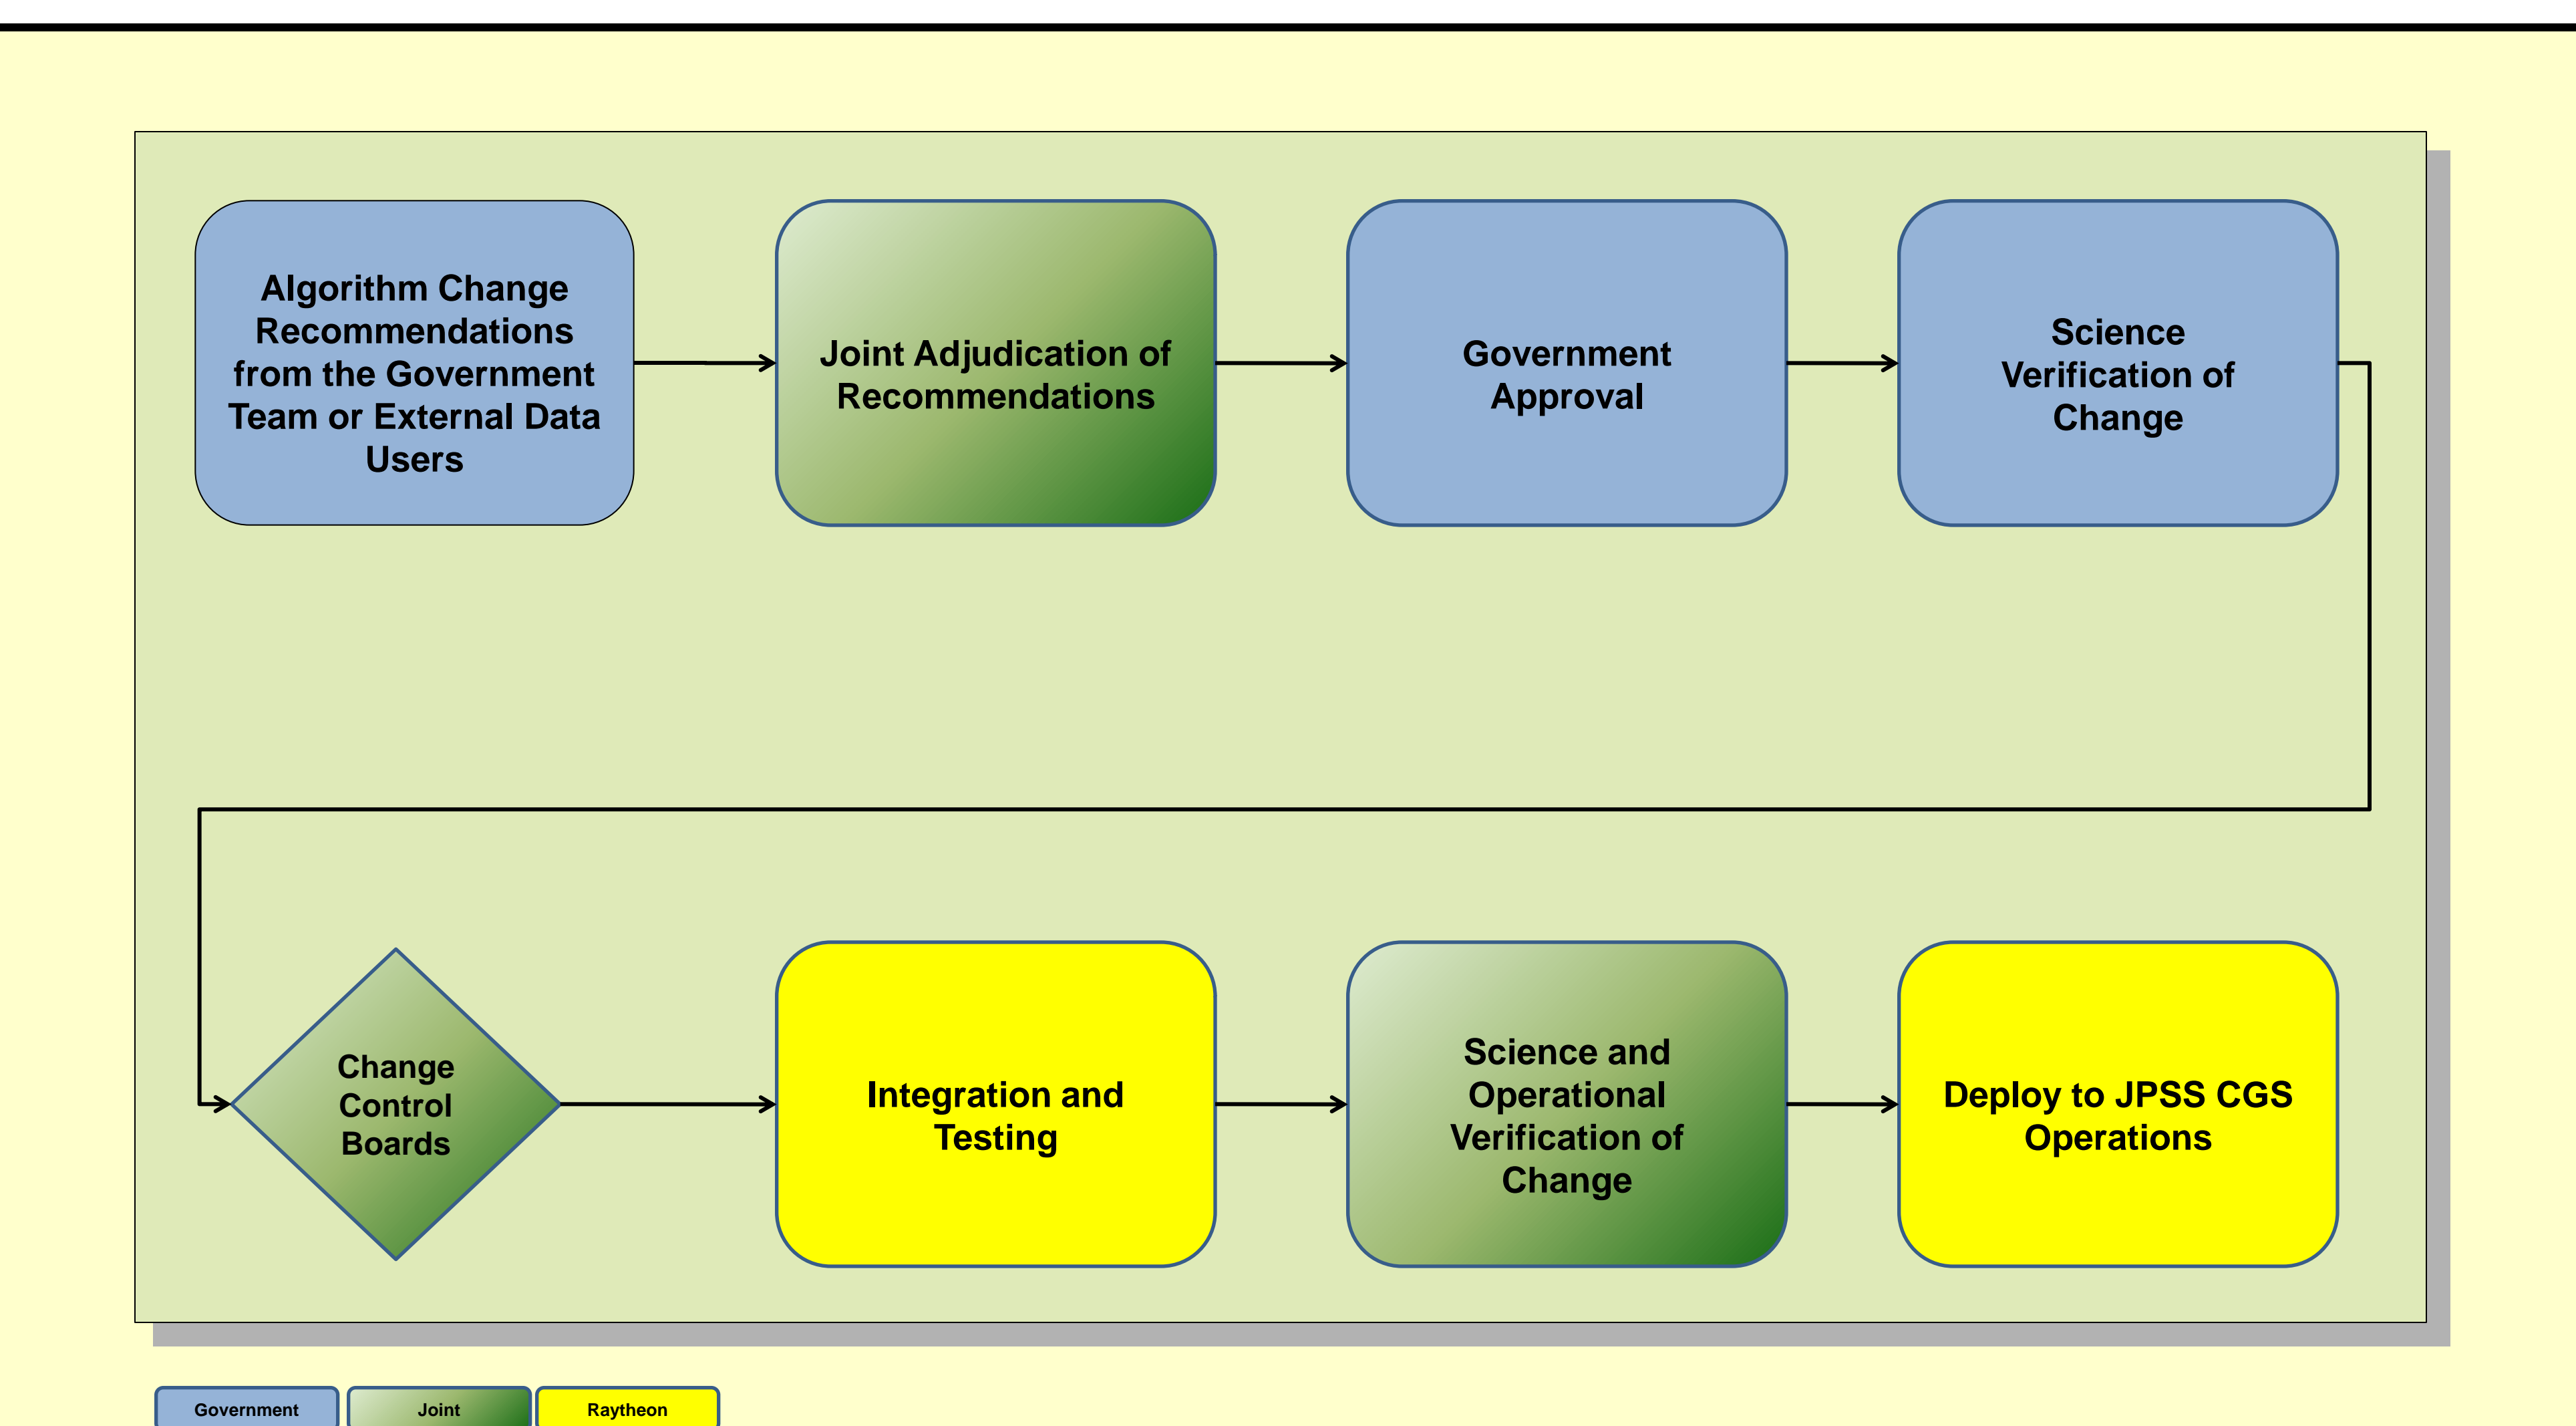 Algorithm Change
Recommendations
from the Government
Team or External Data
Users
Joint Adjudication of
Recommendations
Government
Approval
Science
Verification of
Change
Change
Control
Boards
Integration and
Testing
Science and
Operational
Verification of
Change
Deploy to JPSS CGS
Operations
Government
Joint
Raytheon